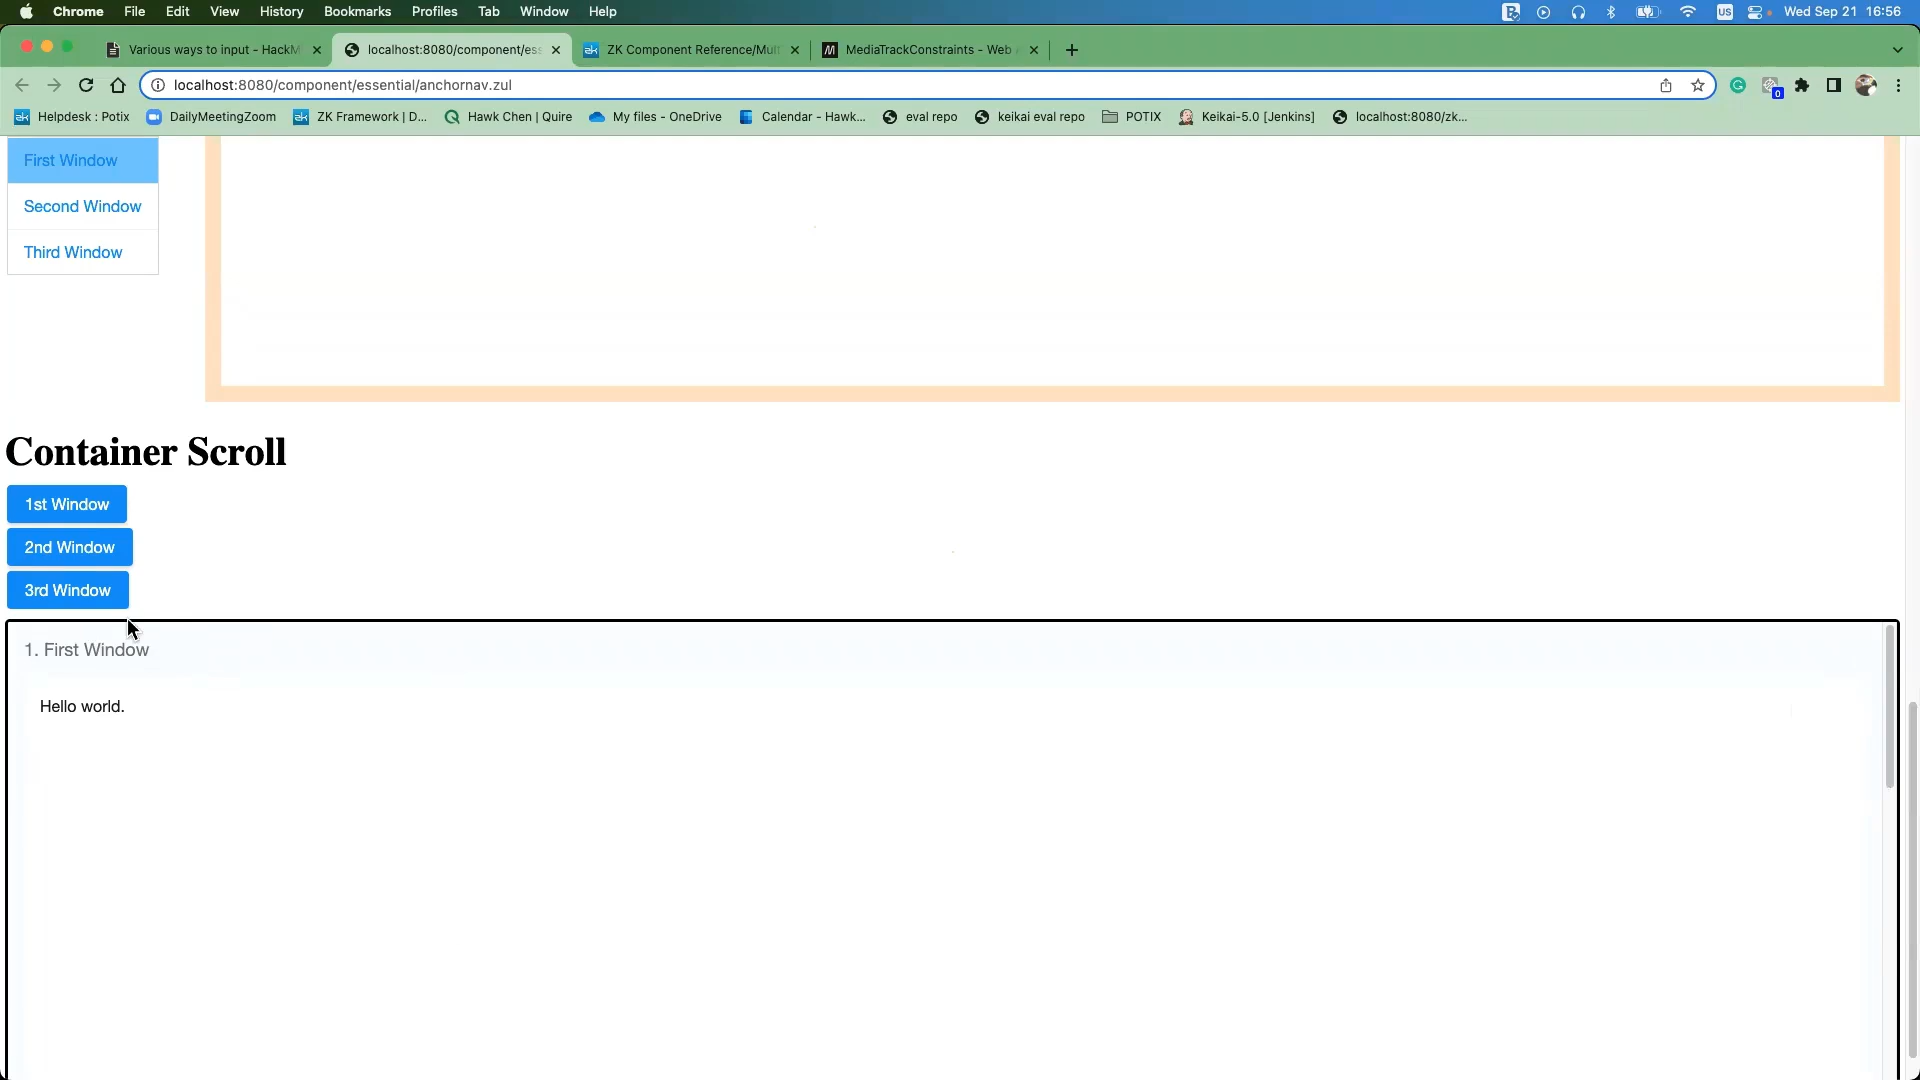 Chrome File Edit View History Bookmarks Profiles Tab Window Help US Wed Sep 21 16:56
Various ways to input - HackM localhost:8080/component/ess ZK Component Reference/Mult MediaTrackConstraints - Web
localhost:8080/component/essential/anchornav.zul
Helpdesk : Potix DailyMeetingZoom ZK Framework | D... Hawk Chen | Quire My files - OneDrive Calendar - Hawk... eval repo keikai eval repo POTIX Keikai-5.0 [Jenkins] localhost:8080/zk...
First Window
Second Window
Third Window
Container Scroll
1st Window
2nd Window
3rd Window
1. First Window
Hello world.